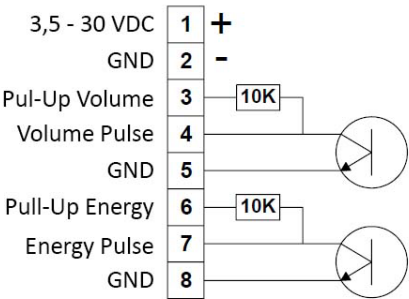 3,5 - 30 VDC 1 +
GND 2 -
Pul-Up Volume 3 10K
Volume Pulse 4
GND 5
Pull-Up Energy 6 10K
Energy Pulse 7
GND 8